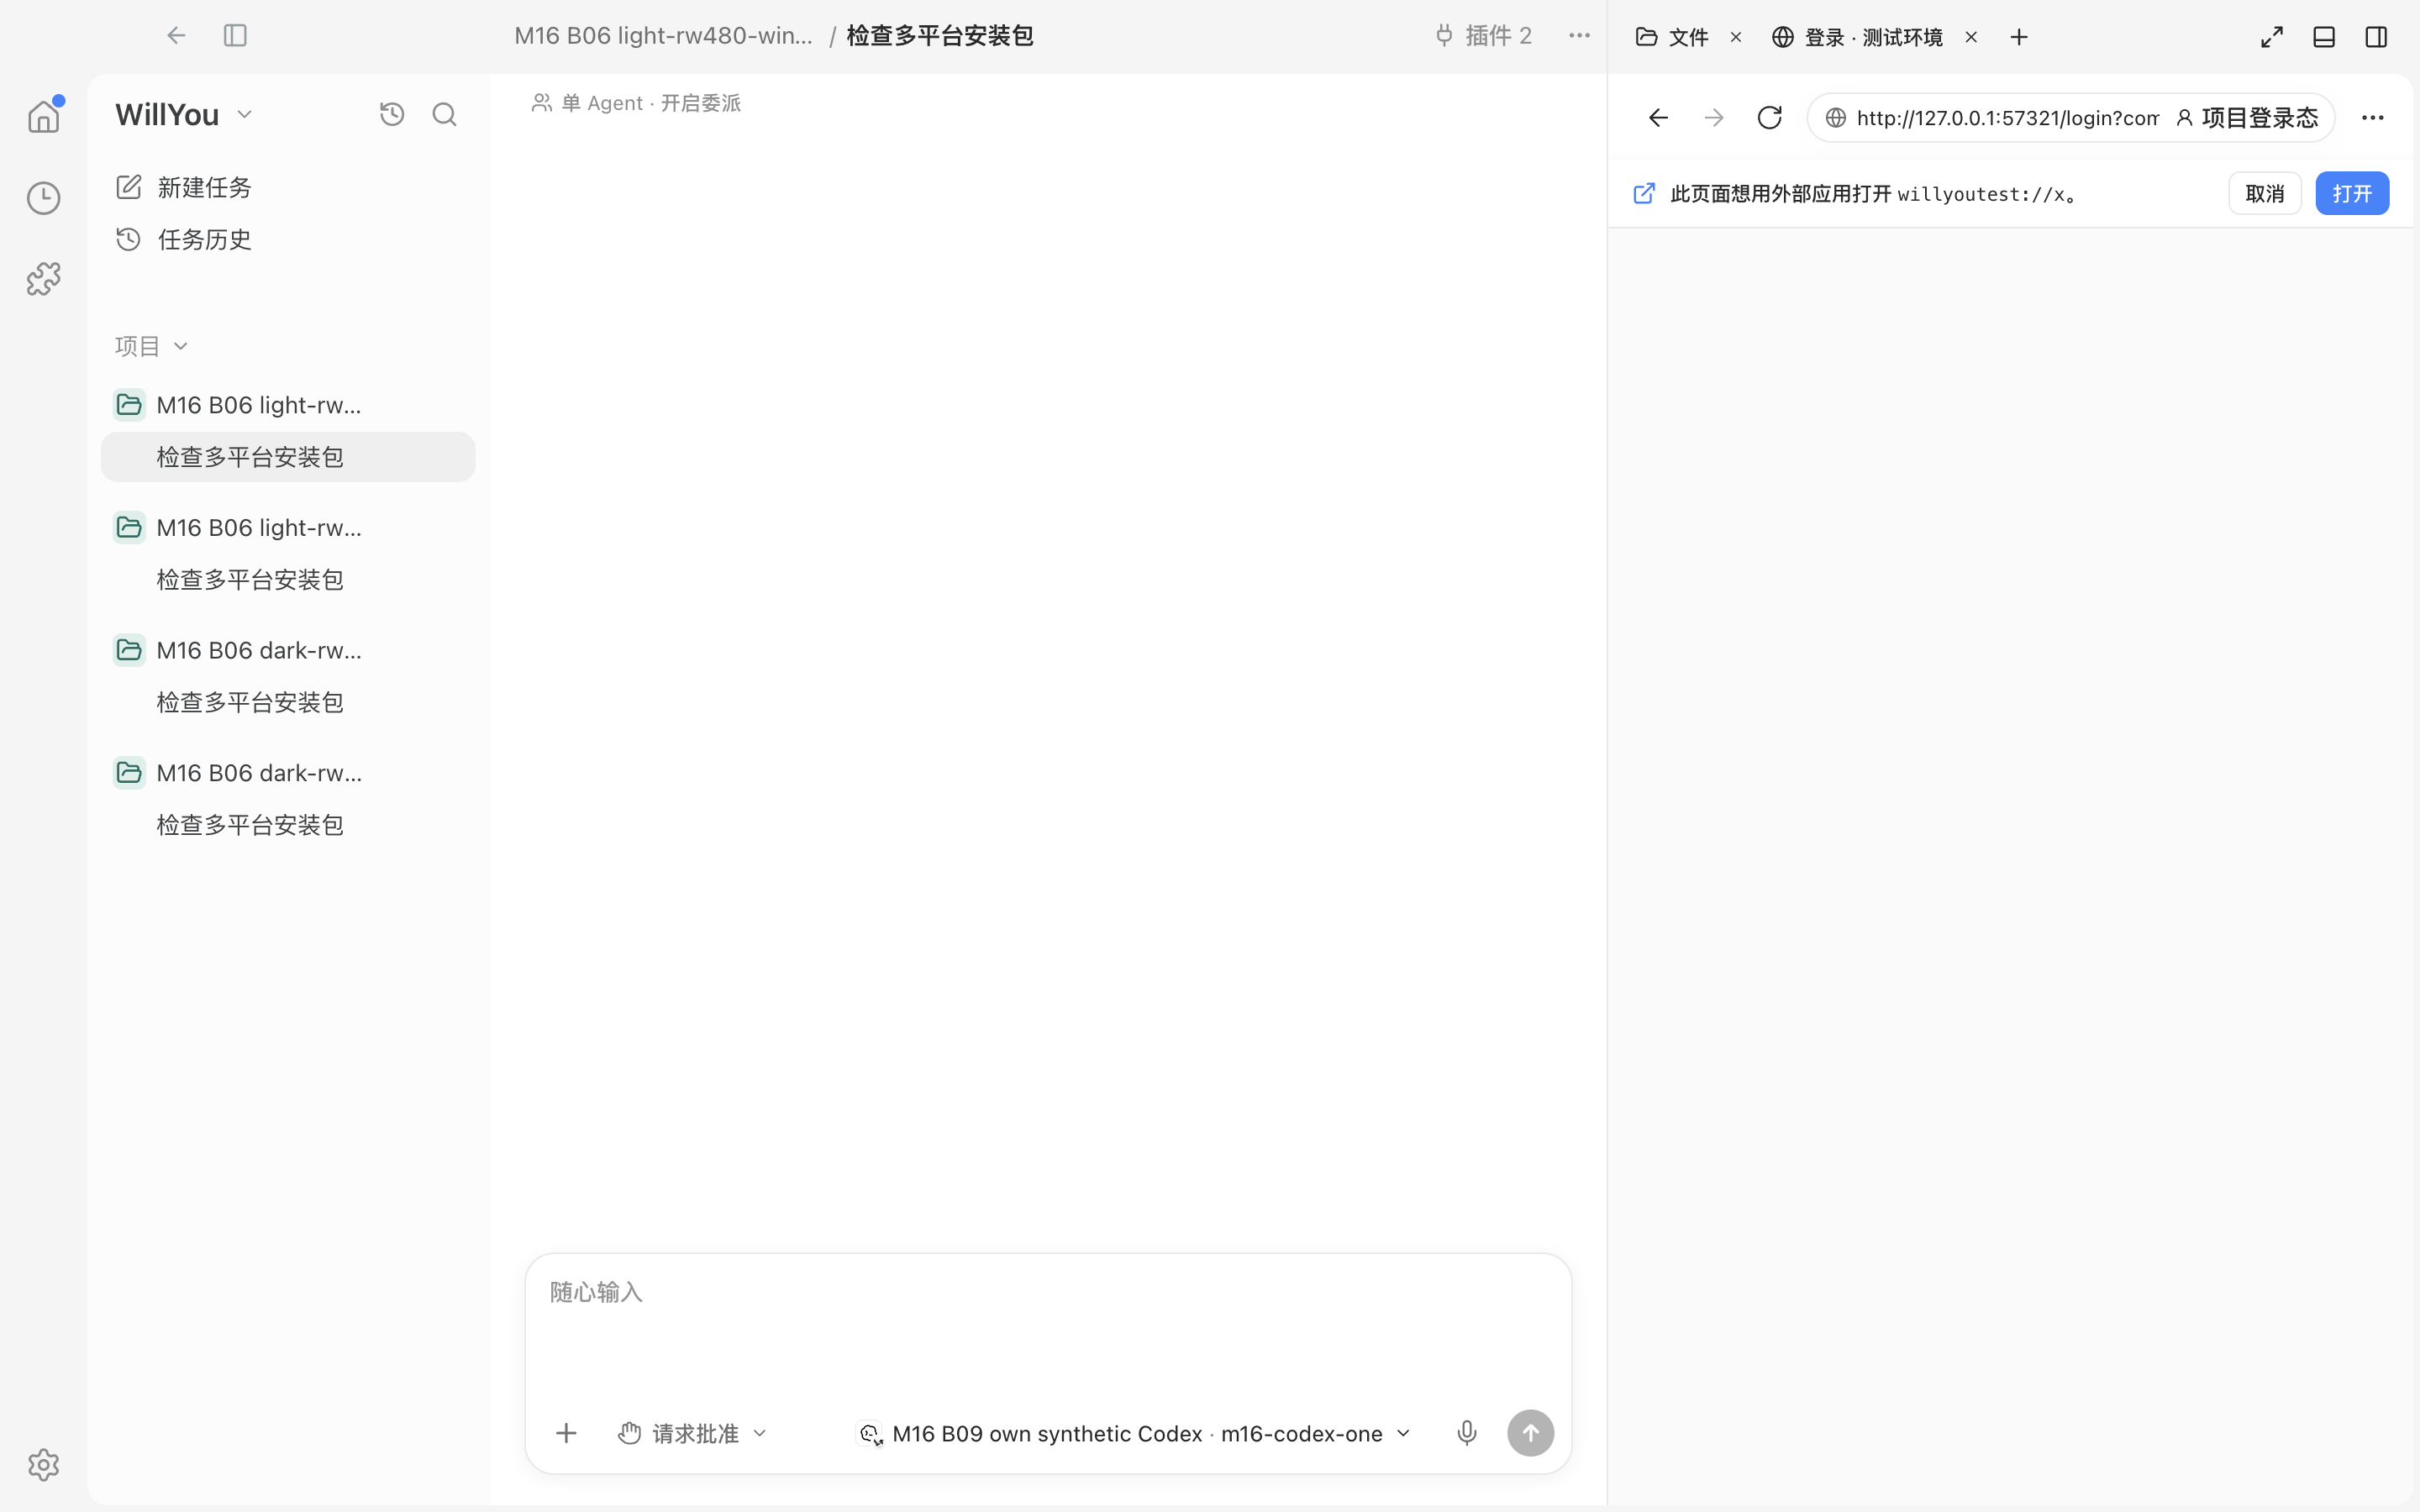 M16 B06 light-rw480-win... / 检查多平台安装包
插件 2
文件
登录 · 测试环境
WillYou
新建任务
任务历史
项目
M16 B06 light-rw...
检查多平台安装包
M16 B06 light-rw...
检查多平台安装包
M16 B06 dark-rw...
检查多平台安装包
M16 B06 dark-rw...
检查多平台安装包
单 Agent · 开启委派
随心输入
请求批准
M16 B09 own synthetic Codex · m16-codex-one
http://127.0.0.1:57321/login?com
项目登录态
此页面想用外部应用打开 willyoutest://x。
取消
打开